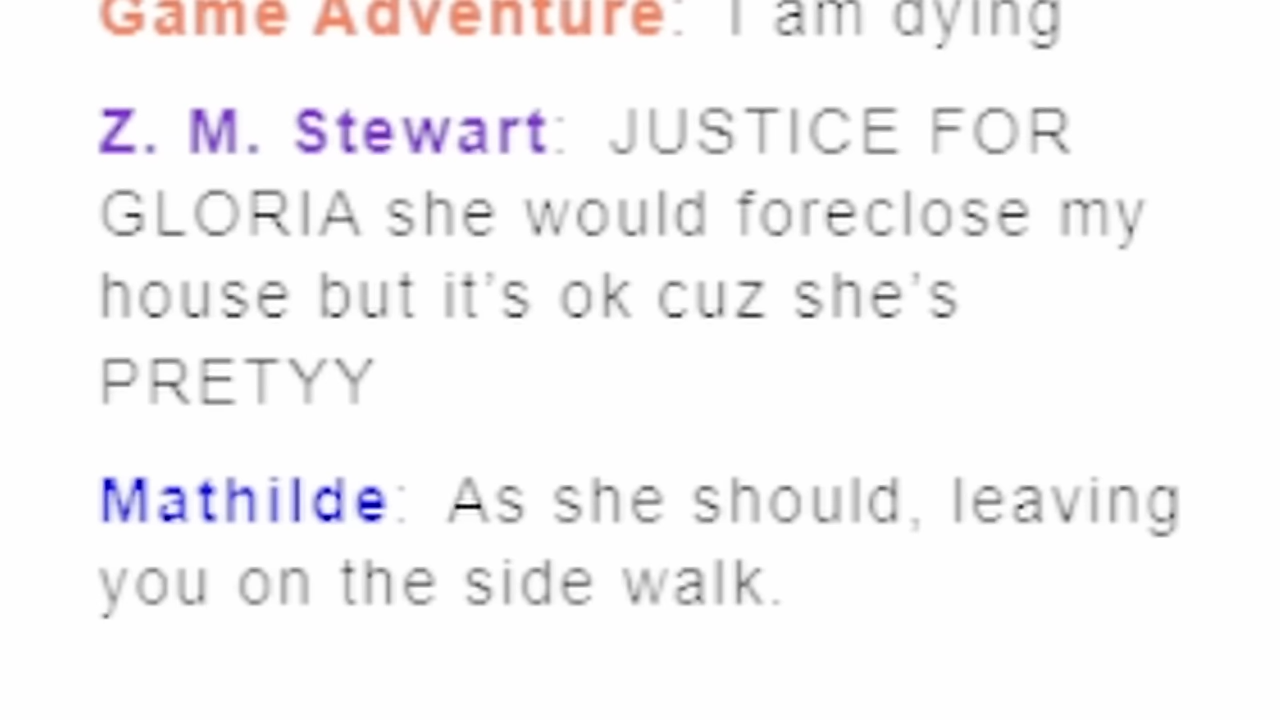 Game Adventure: I am dying
Z. M. Stewart: JUSTICE FOR
GLORIA she would foreclose my
house but it’s ok cuz she’s
PRETYY
Mathilde: As she should, leaving
you on the side walk.